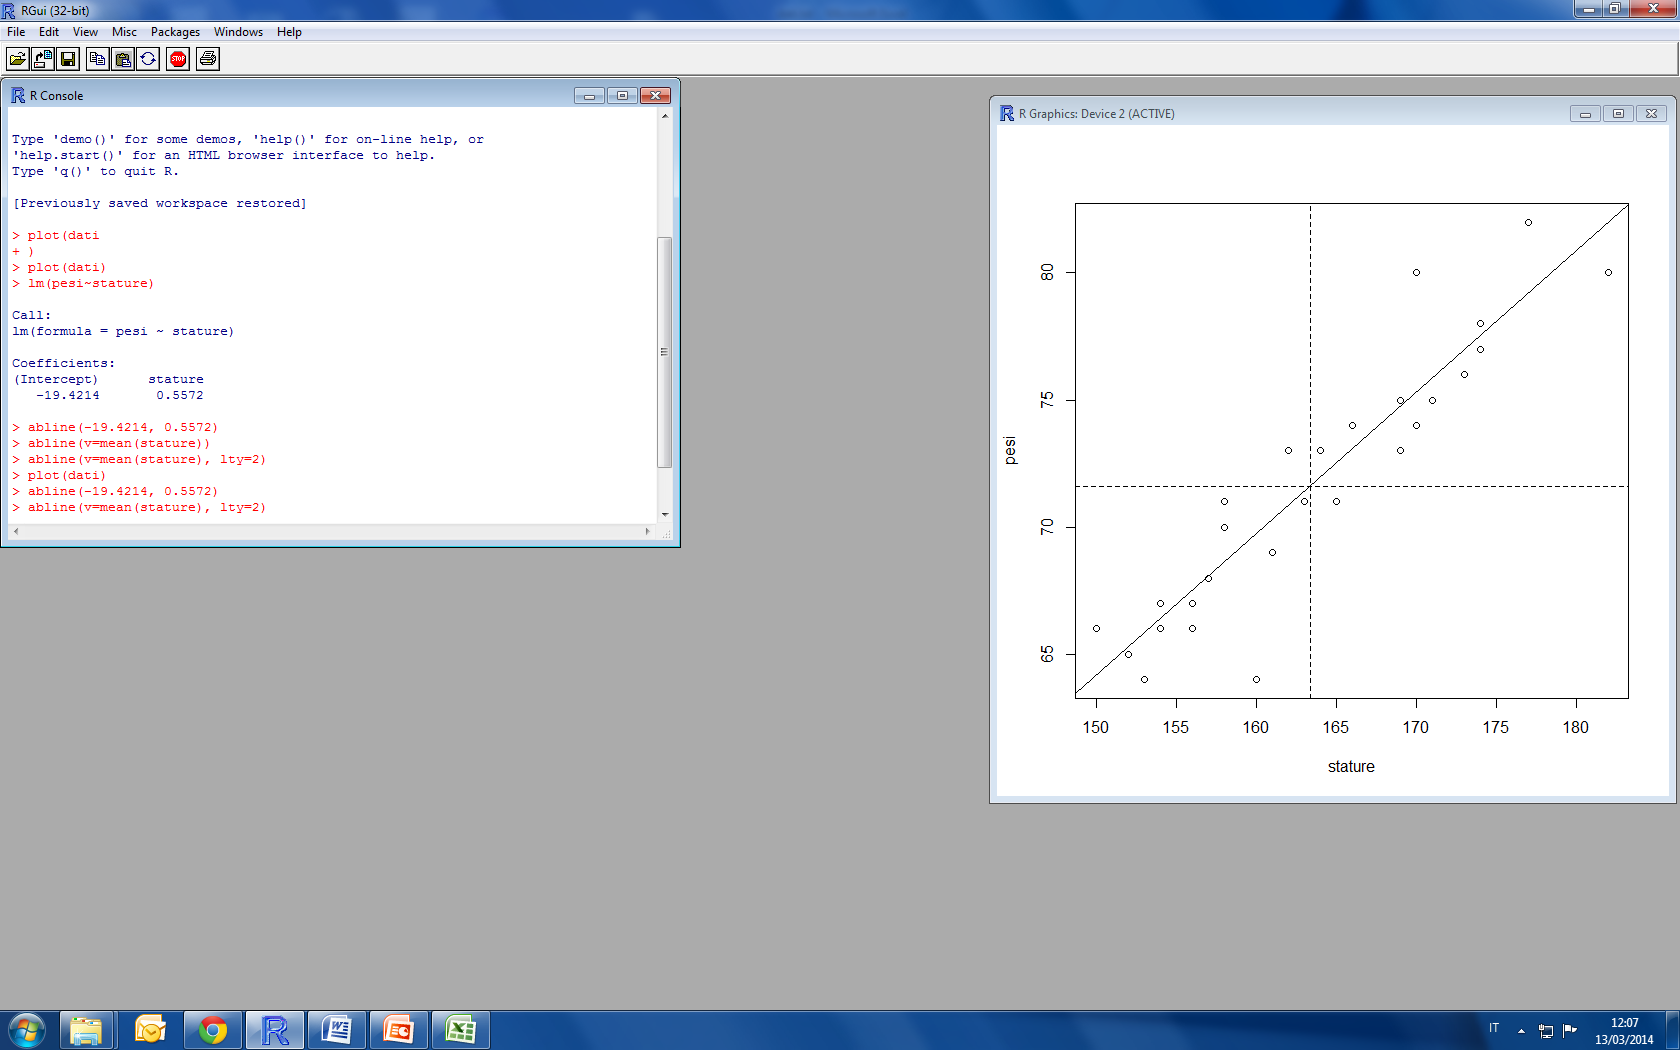 RGui (32-bit)
File Edit View Misc Packages Windows Help
STOP
R Console
Type 'demo()' for some demos, 'help()' for on-line help, or
'help.start()' for an HTML browser interface to help.
Type 'q()' to quit R.
[Previously saved workspace restored]
> plot(dati
+ )
> plot(dati)
> lm(pesi~stature)
Call:
lm(formula = pesi ~ stature)
Coefficients:
(Intercept) stature
-19.4214 0.5572
> abline(-19.4214, 0.5572)
> abline(v=mean(stature))
> abline(v=mean(stature), lty=2)
> plot(dati)
> abline(-19.4214, 0.5572)
> abline(v=mean(stature), lty=2)
R Graphics: Device 2 (ACTIVE)
80
75
70
65
pesi
150 155 160 165 170 175 180
stature
IT
12:07
13/03/2014